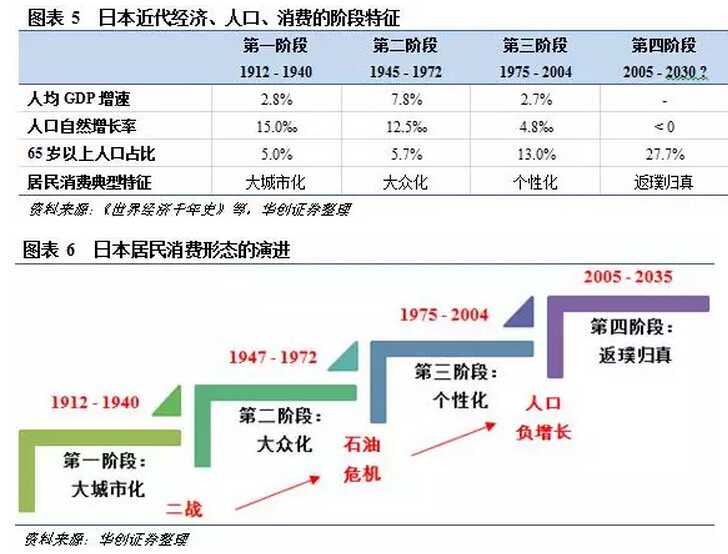 图表 5 日本近代经济、人口、消费的阶段特征
第一阶段 第二阶段 第三阶段 第四阶段
1912 - 1940 1945 - 1972 1975 - 2004 2005 - 2030 ?
人均 GDP 增速 2.8% 7.8% 2.7% -
人口自然增长率 15.0‰ 12.5‰ 4.8‰ < 0
65 岁以上人口占比 5.0% 5.7% 13.0% 27.7%
居民消费典型特征 大城市化 大众化 个性化 返璞归真
资料来源：《世界经济千年史》等，华创证券整理
图表 6 日本居民消费形态的演进
1912 - 1940
第一阶段：
大城市化
二战
1947 - 1972
第二阶段：
大众化
石油
危机
1975 - 2004
第三阶段：
个性化
人口
负增长
2005 - 2035
第四阶段：
返璞归真
资料来源：华创证券整理